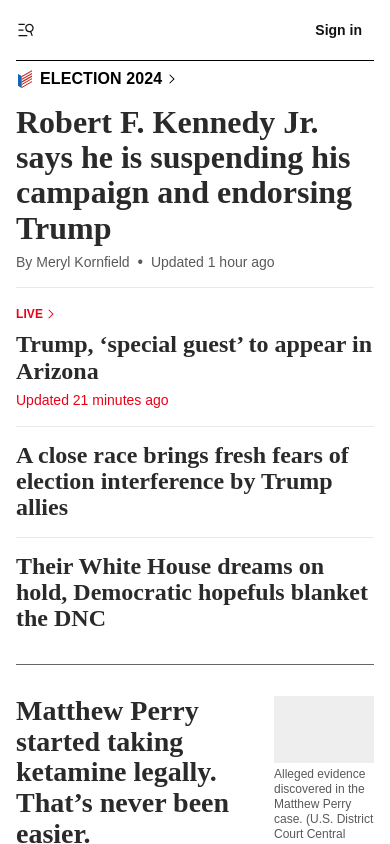 Sign in
ELECTION 2024
Robert F. Kennedy Jr.
says he is suspending his
campaign and endorsing
Trump
By Meryl Kornfield • Updated 1 hour ago
LIVE
Trump, ‘special guest’ to appear in
Arizona
Updated 21 minutes ago
A close race brings fresh fears of
election interference by Trump
allies
Their White House dreams on
hold, Democratic hopefuls blanket
the DNC
Matthew Perry
started taking
ketamine legally.
That’s never been
easier.
Alleged evidence
discovered in the
Matthew Perry
case. (U.S. District
Court Central